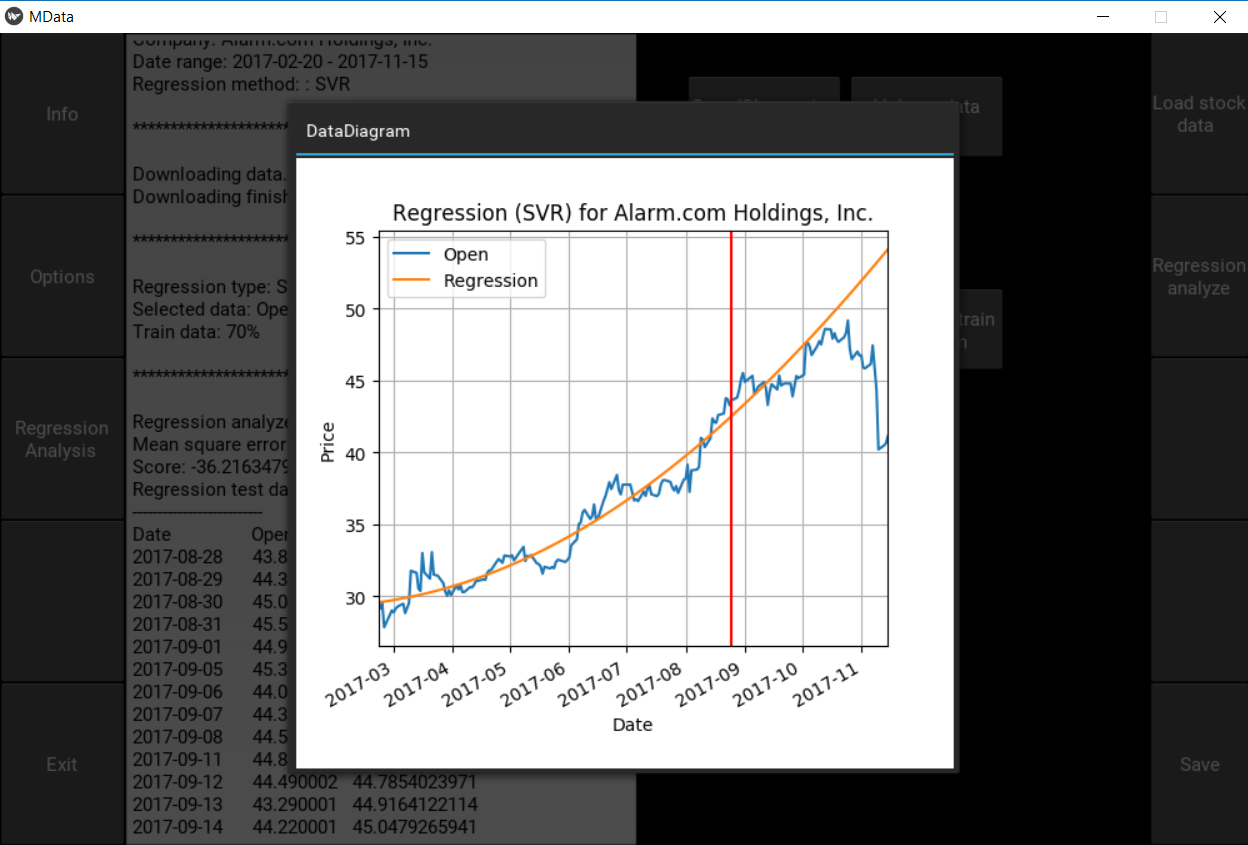 MData
Company: Alarm.com Holdings, Inc.
Date range: 2017-02-20 - 2017-11-15
Regression method: : SVR
Info
Load stock
data
ata
DataDiagram
Downloading data.
Downloading finish
Regression (SVR) for Alarm.com Holdings, Inc.
55
50
45
40
35
30
Open
Regression
Price
2017-03
2017-04
2017-05
2017-06
2017-07
2017-08
2017-09
2017-10
2017-11
Date
Options
Regression type: S
Selected data: Ope
Train data: 70%
Regression
analyze
train
n
Regression
Analysis
Regression analyze
Mean square error
Score: -36.2163479
Regression test da
------------------------
Date Oper
2017-08-28 43.8
2017-08-29 44.3
2017-08-30 45.0
2017-08-31 45.5
2017-09-01 44.9
2017-09-05 45.3
2017-09-06 44.0
2017-09-07 44.3
2017-09-08 44.5
2017-09-11 44.8
2017-09-12 44.490002 44.7854023971
2017-09-13 43.290001 44.9164122114
2017-09-14 44.220001 45.0479265941
Exit
Save